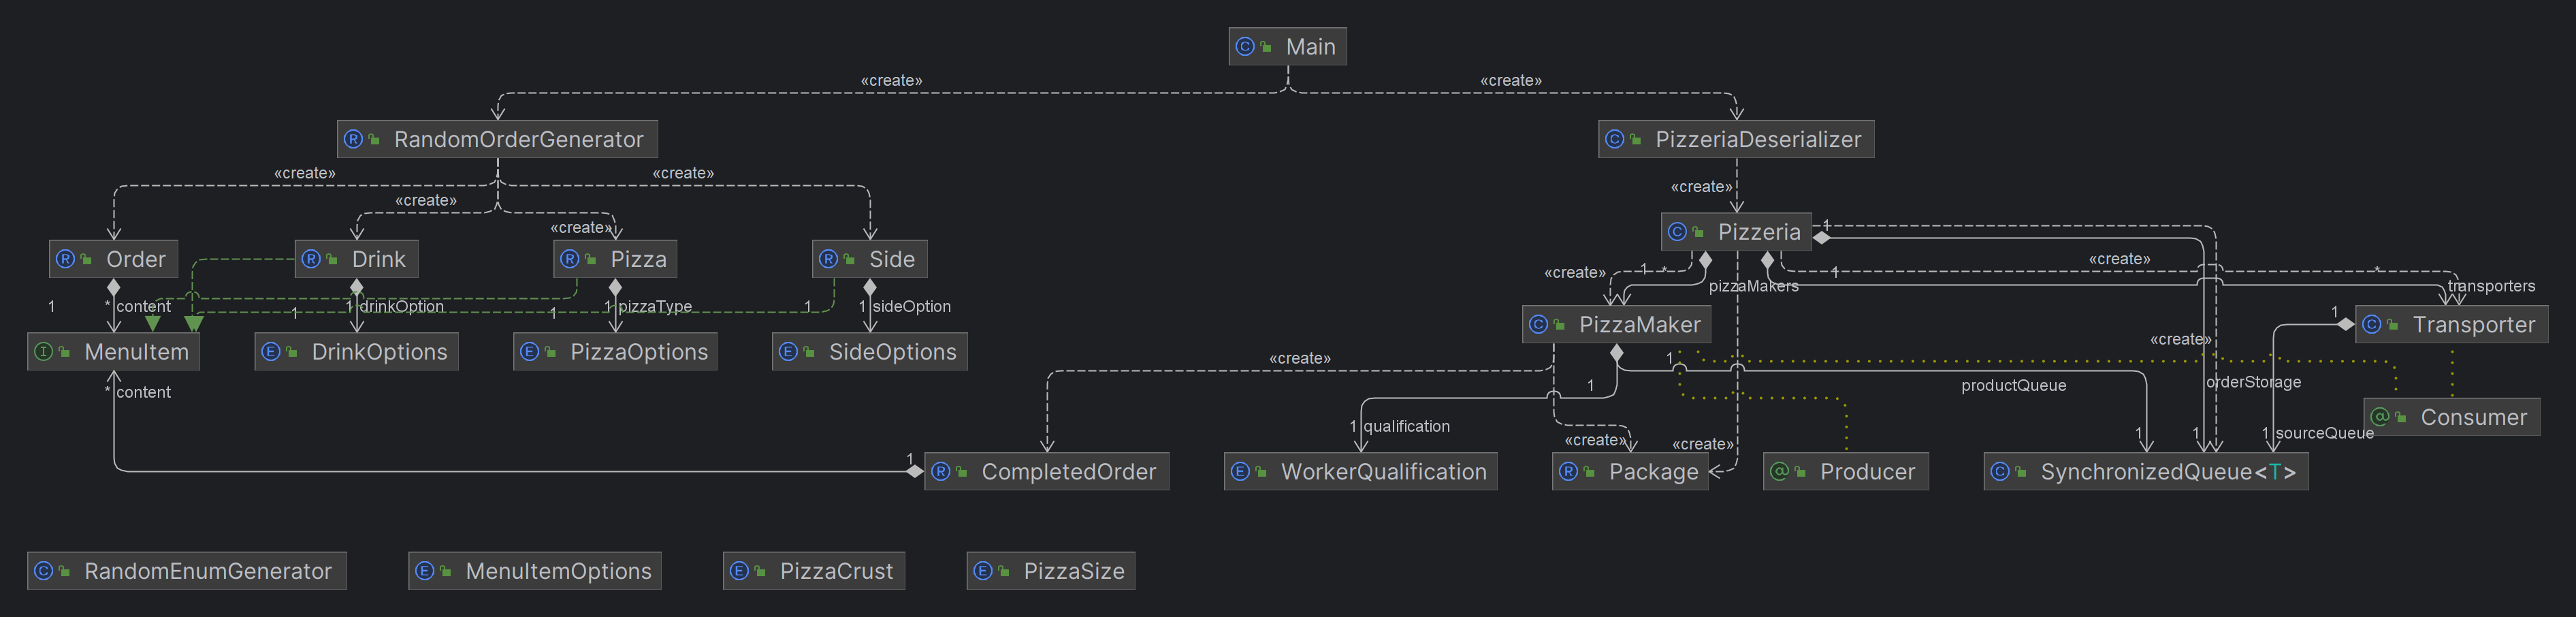 Main
«create»
«create»
RandomOrderGenerator
PizzeriaDeserializer
«create»
«create»
«create»
«create»
«create»
Order
Drink
Pizza
Side
Pizzeria
1
«create»
1
*
pizzaMakers
1
«create»
*
transporters
1
* content
1
1 drinkOption
1
1 pizzaType
1
1 sideOption
MenuItem
DrinkOptions
PizzaOptions
SideOptions
PizzaMaker
1
Transporter
«create»
«create»
1
1
productQueue
orderStorage
* content
1 qualification
«create»
«create»
1
1
1 sourceQueue
Consumer
1
CompletedOrder
WorkerQualification
Package
Producer
SynchronizedQueue<T>
RandomEnumGenerator
MenuItemOptions
PizzaCrust
PizzaSize